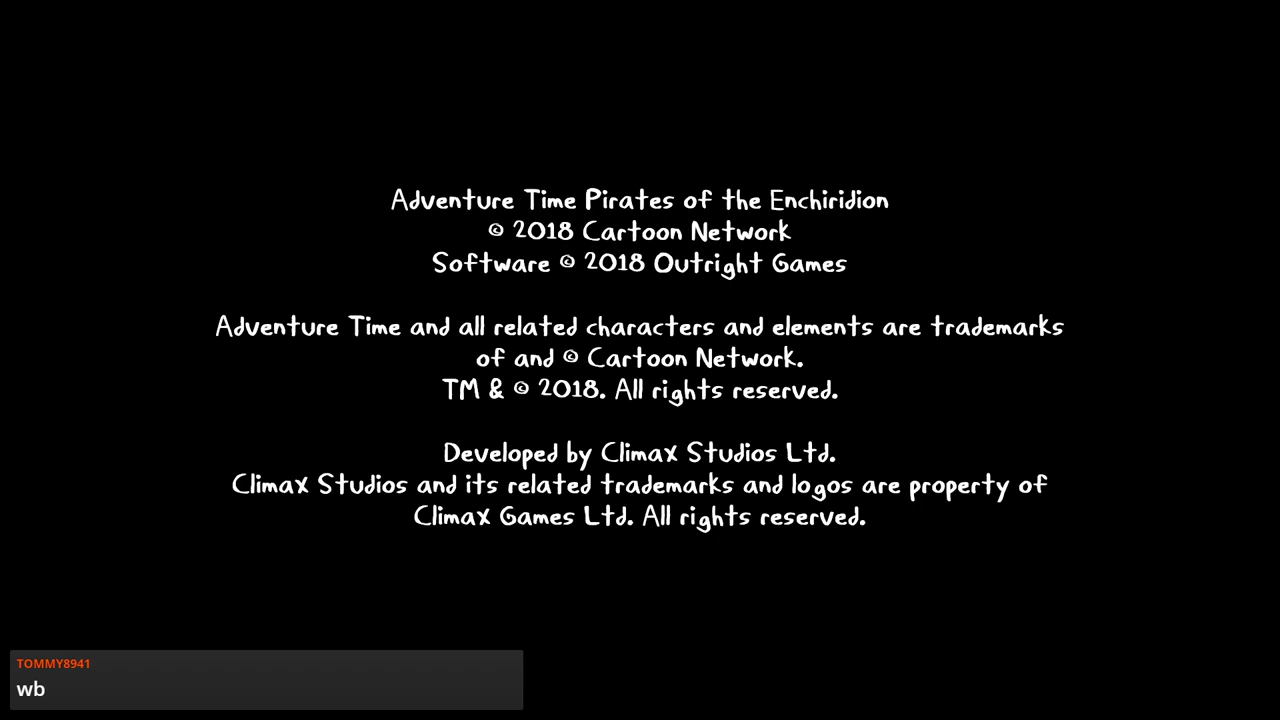 Adventure Time Pirates of the Enchiridion
© 2018 Cartoon Network
Software © 2018 Outright Games
Adventure Time and all related characters and elements are trademarks
of and © Cartoon Network.
TM & © 2018. All rights reserved.
Developed by Climax Studios Ltd.
Climax Studios and its related trademarks and logos are property of
Climax Games Ltd. All rights reserved.
TOMMY8941
wb